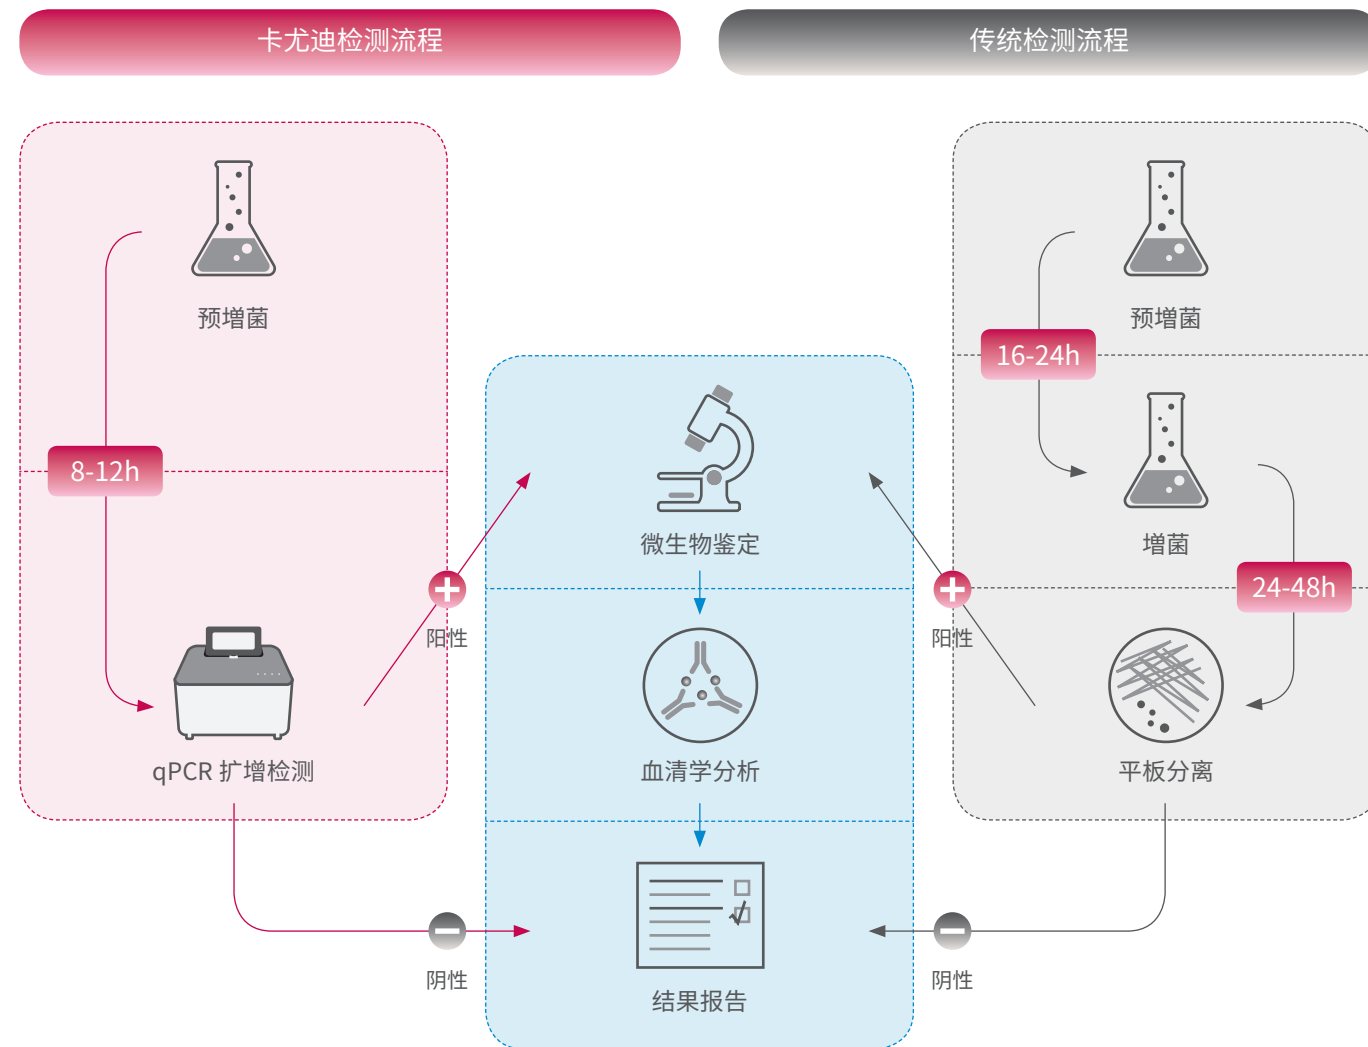 卡尤迪检测流程
传统检测流程
预增菌
8-12h
qPCR 扩增检测
阳性
阴性
微生物鉴定
血清学分析
结果报告
预增菌
16-24h
增菌
24-48h
平板分离
阳性
阴性